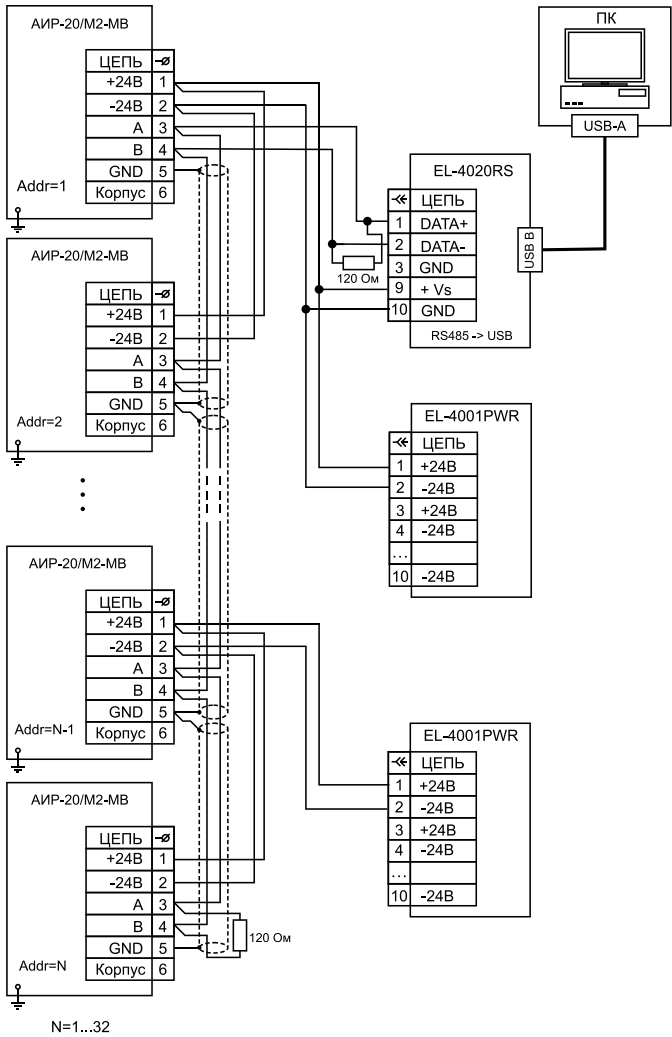 АИР-20/М2-МВ
ЦЕПЬ
+24В 1
-24В 2
А 3
В 4
GND 5
Корпус 6
Addr=1
АИР-20/М2-МВ
ЦЕПЬ
+24В 1
-24В 2
А 3
В 4
GND 5
Корпус 6
Addr=2
АИР-20/М2-МВ
ЦЕПЬ
+24В 1
-24В 2
А 3
В 4
GND 5
Корпус 6
Addr=N-1
АИР-20/М2-МВ
ЦЕПЬ
+24В 1
-24В 2
А 3
В 4
GND 5
Корпус 6
Addr=N
120 Ом
N=1...32
ПК
USB-A
EL-4020RS
ЦЕПЬ
1 DATA+
2 DATA-
3 GND
9 + Vs
10 GND
USB B
RS485 -> USB
120 Ом
EL-4001PWR
ЦЕПЬ
1 +24В
2 -24В
3 +24В
4 -24В
...
10 -24В
EL-4001PWR
ЦЕПЬ
1 +24В
2 -24В
3 +24В
4 -24В
...
10 -24В